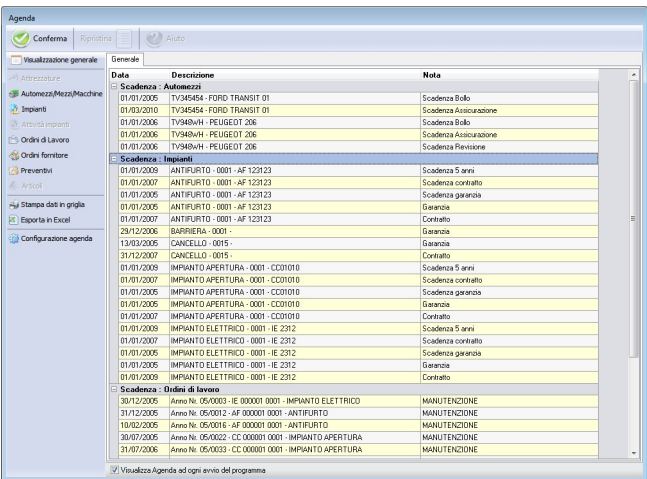 Agenda
Conferma Ripristina Aiuto
Visualizzazione generale
Attrezzature
Automezzi/Mezzi/Macchine
Impianti
Attività impianti
Ordini di Lavoro
Ordini fornitore
Preventivi
Articoli
Stampa dati in griglia
Esporta in Excel
Configurazione agenda
Generale
Data Descrizione Nota
Scadenza : Automezzi
01/01/2005 TV345454 - FORD TRANSIT 01 Scadenza Bollo
01/03/2010 TV345454 - FORD TRANSIT 01 Scadenza Assicurazione
01/01/2006 TV948wH - PEUGEOT 206 Scadenza Bollo
01/01/2006 TV948wH - PEUGEOT 206 Scadenza Assicurazione
01/01/2006 TV948wH - PEUGEOT 206 Scadenza Revisione
Scadenza : Impianti
01/01/2009 ANTIFURTO - 0001 - AF 123123 Scadenza 5 anni
01/01/2007 ANTIFURTO - 0001 - AF 123123 Scadenza contratto
01/01/2005 ANTIFURTO - 0001 - AF 123123 Scadenza garanzia
01/01/2005 ANTIFURTO - 0001 - AF 123123 Garanzia
01/01/2007 ANTIFURTO - 0001 - AF 123123 Contratto
29/12/2006 BARRIERA - 0001 - Garanzia
13/03/2005 CANCELLO - 0015 - Garanzia
31/12/2007 CANCELLO - 0015 - Contratto
01/01/2009 IMPIANTO APERTURA - 0001 - CC01010 Scadenza 5 anni
01/01/2007 IMPIANTO APERTURA - 0001 - CC01010 Scadenza contratto
01/01/2005 IMPIANTO APERTURA - 0001 - CC01010 Scadenza garanzia
01/01/2005 IMPIANTO APERTURA - 0001 - CC01010 Garanzia
01/01/2007 IMPIANTO APERTURA - 0001 - CC01010 Contratto
01/01/2009 IMPIANTO ELETTRICO - 0001 - IE 2312 Scadenza 5 anni
01/01/2007 IMPIANTO ELETTRICO - 0001 - IE 2312 Scadenza contratto
01/01/2005 IMPIANTO ELETTRICO - 0001 - IE 2312 Scadenza garanzia
01/01/2005 IMPIANTO ELETTRICO - 0001 - IE 2312 Garanzia
01/01/2009 IMPIANTO ELETTRICO - 0001 - IE 2312 Contratto
Scadenza : Ordini di lavoro
30/12/2005 Anno Nr. 05/0003 - IE 000001 0001 - IMPIANTO ELETTRICO MANUTENZIONE
31/12/2005 Anno Nr. 05/0012 - AF 000001 0001 - ANTIFURTO MANUTENZIONE
10/02/2005 Anno Nr. 05/0016 - AF 000001 0001 - ANTIFURTO MANUTENZIONE
30/07/2005 Anno Nr. 05/0022 - CC 000001 0001 - IMPIANTO APERTURA MANUTENZIONE
31/07/2006 Anno Nr. 05/0033 - CC 000001 0001 - IMPIANTO APERTURA MANUTENZIONE
Visualizza Agenda ad ogni avvio del programma